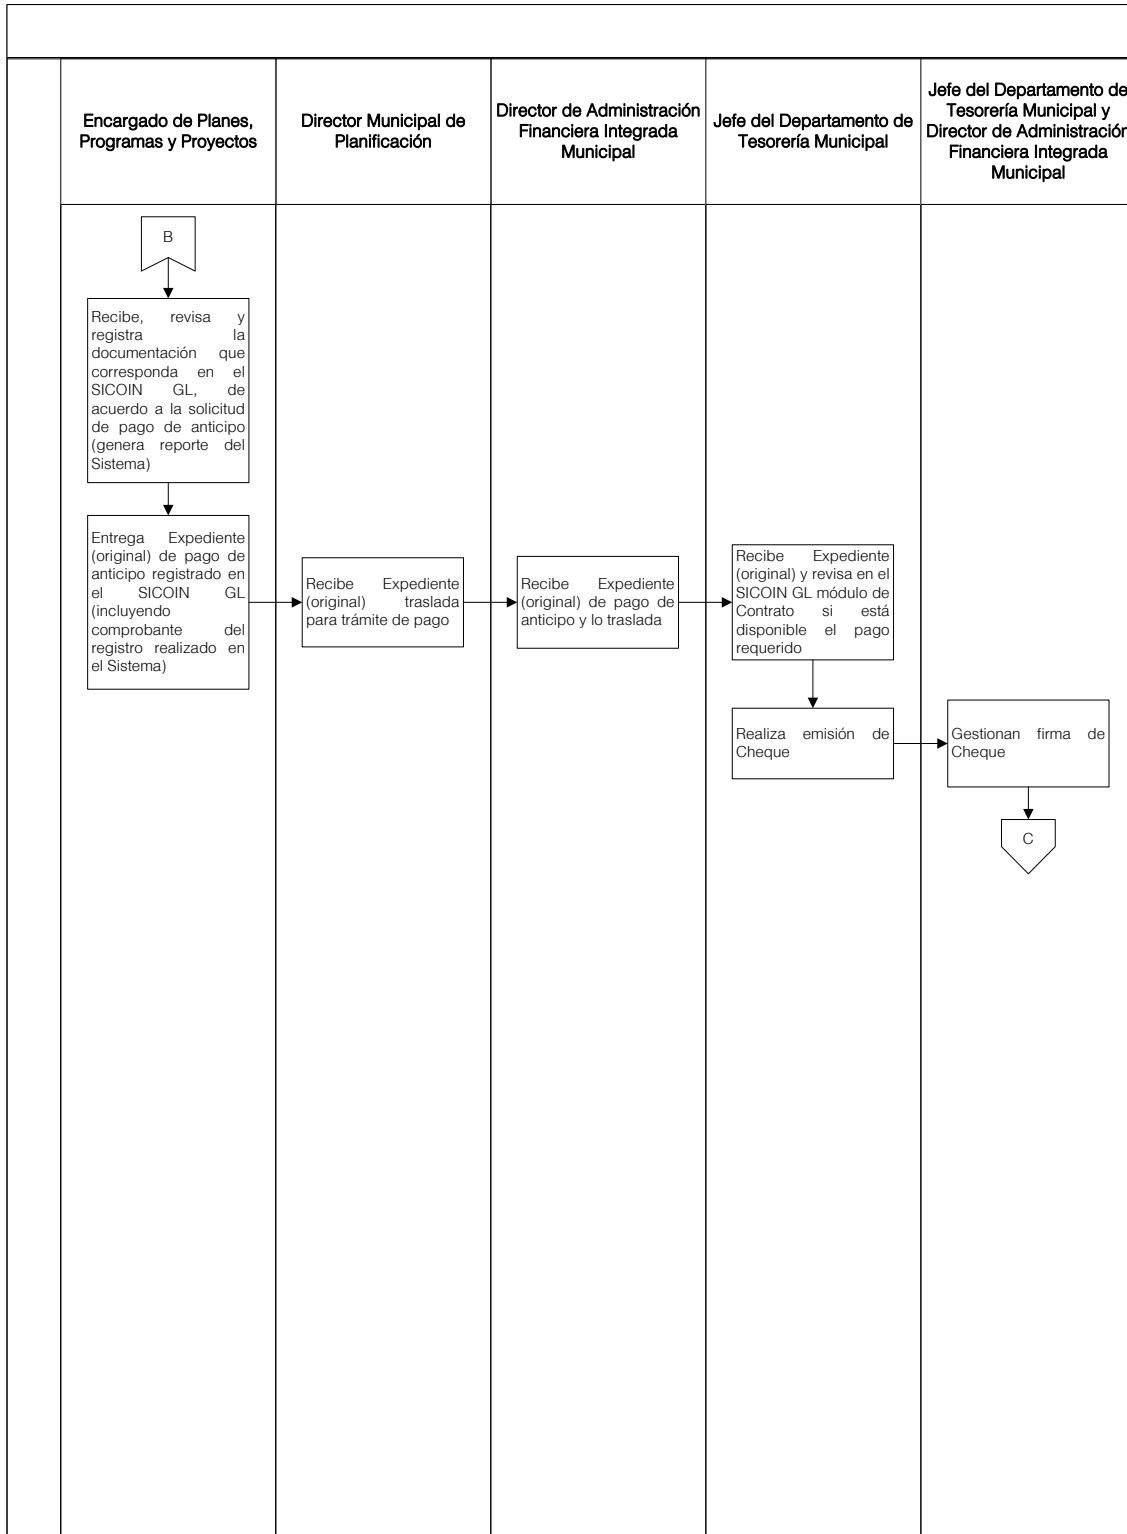 Encargado de Planes,
Programas y Proyectos
Director Municipal de
Planificación
Director de Administración
Financiera Integrada
Municipal
Jefe del Departamento de
Tesorería Municipal
Jefe del Departamento de
Tesorería Municipal y
Director de Administración
Financiera Integrada
Municipal
B
Recibe, revisa y
registra la
documentación que
corresponda en el
SICOIN GL, de
acuerdo a la solicitud
de pago de anticipo
(genera reporte del
Sistema)
Entrega Expediente
(original) de pago de
anticipo registrado en
el SICOIN GL
(incluyendo
comprobante del
registro realizado en
el Sistema)
Recibe Expediente
(original) traslada
para trámite de pago
Recibe Expediente
(original) de pago de
anticipo y lo traslada
Recibe Expediente
(original) y revisa en el
SICOIN GL módulo de
Contrato si está
disponible el pago
requerido
Realiza emisión de
Cheque
Gestionan firma de
Cheque
C